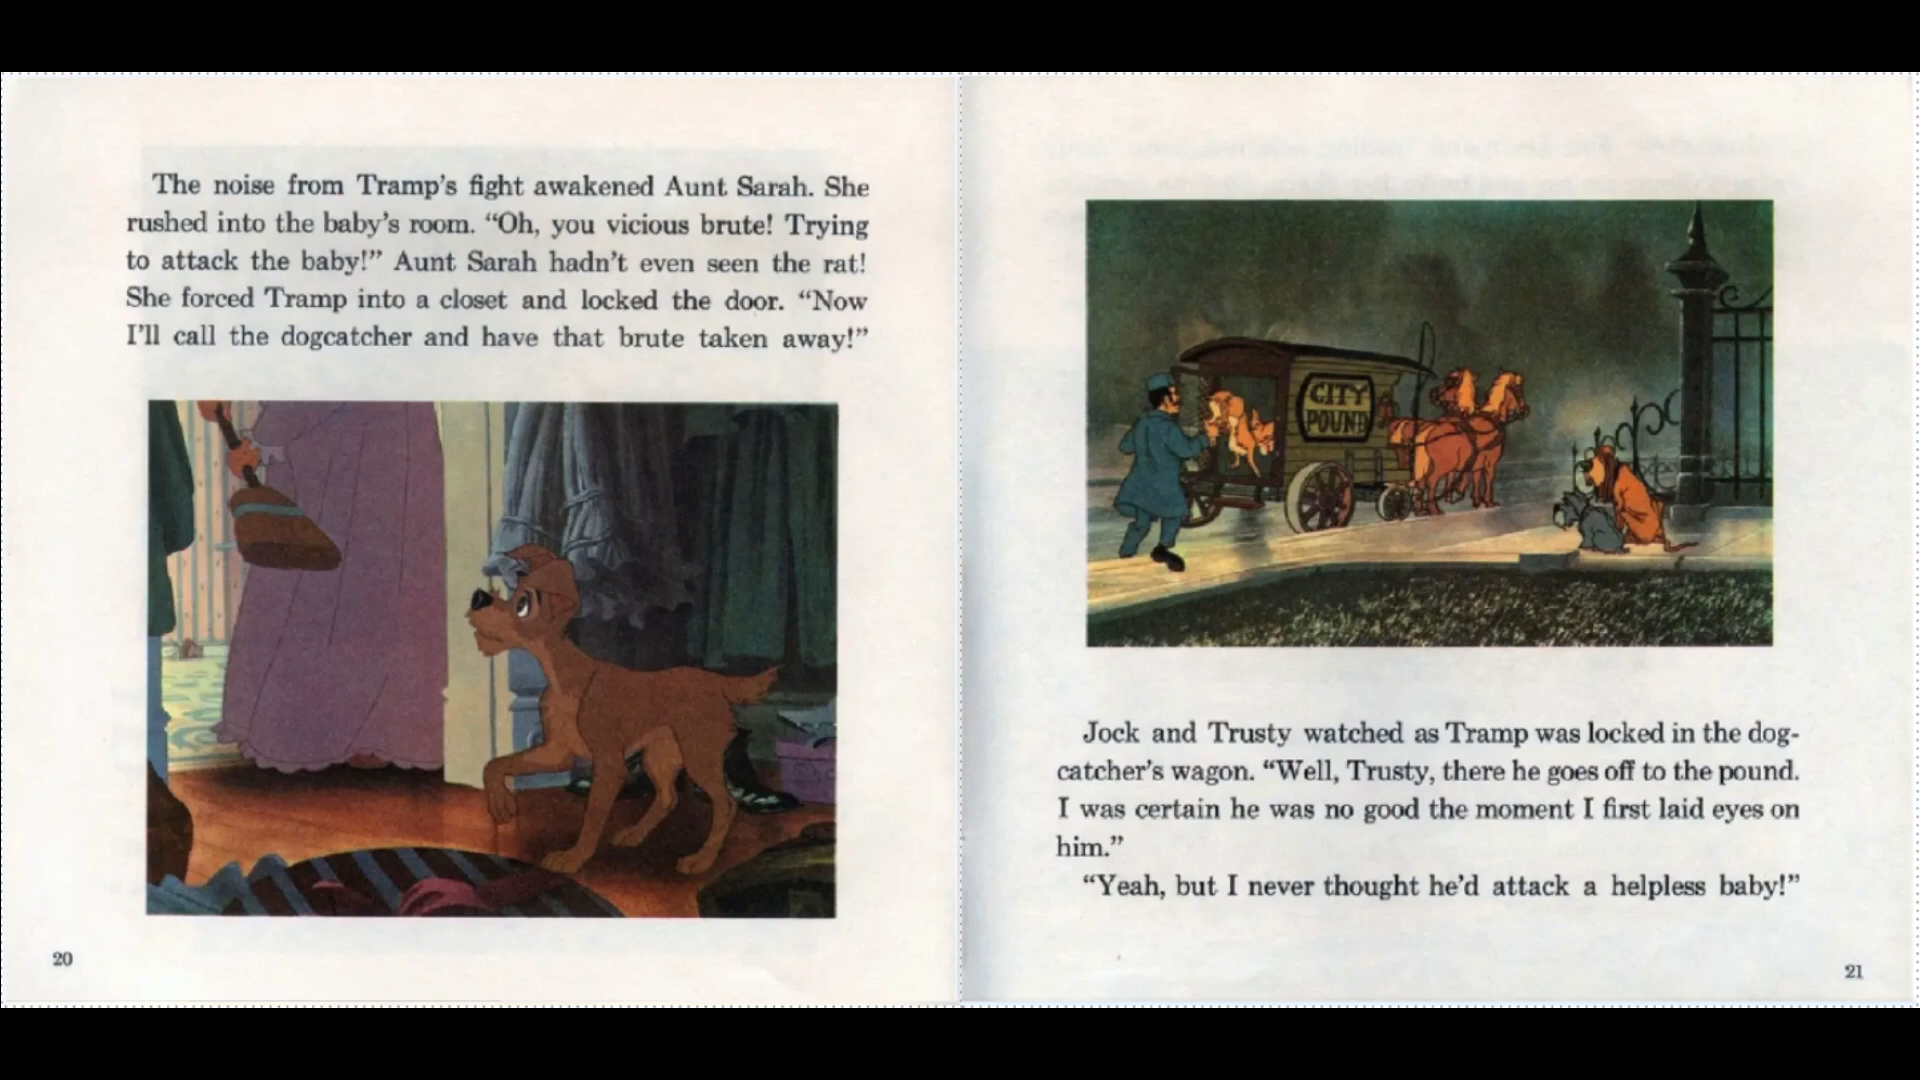 The noise from Tramp's fight awakened Aunt Sarah. She
rushed into the baby's room. “Oh, you vicious brute! Trying
to attack the baby!” Aunt Sarah hadn't even seen the rat!
She forced Tramp into a closet and locked the door. “Now
I'll call the dogcatcher and have that brute taken away!”
20
CITY
POUND
Jock and Trusty watched as Tramp was locked in the dog-
catcher's wagon. “Well, Trusty, there he goes off to the pound.
I was certain he was no good the moment I first laid eyes on
him.”
“Yeah, but I never thought he'd attack a helpless baby!”
21